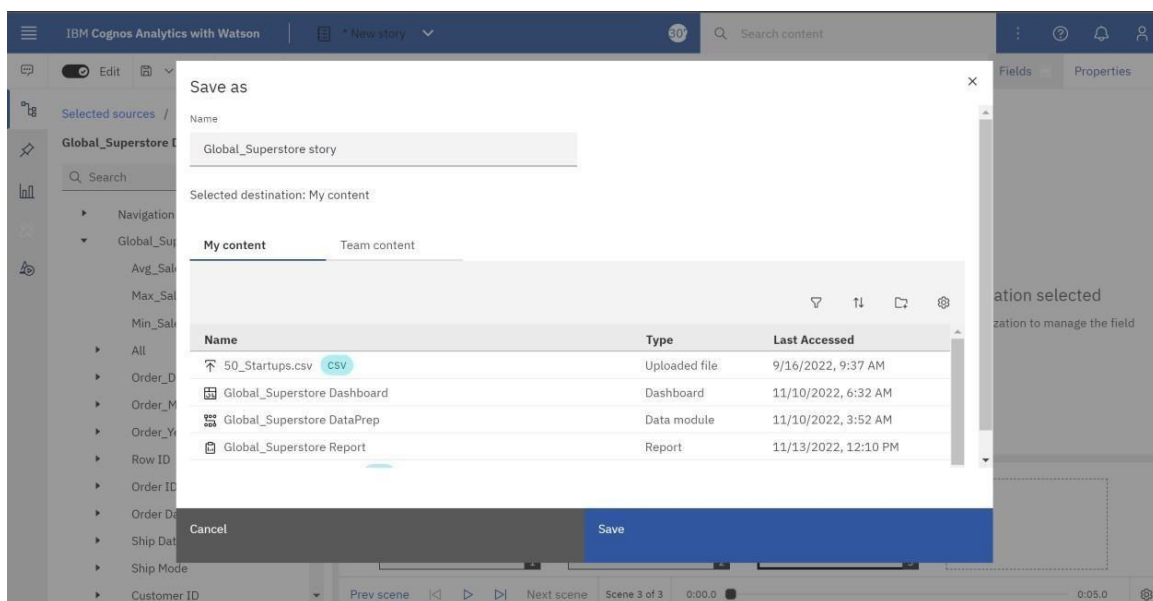 IBM Cognos Analytics with Watson
* New story
30+
Search content
Edit
Fields
Properties
Selected sources /
Global_Superstore D
Search
Navigation
Global_Sup
Avg_Sale
Max_Sal
Min_Sale
All
Order_D
Order_M
Order_Ye
Row ID
Order ID
Order Da
Ship Dat
Ship Mode
Customer ID
Save as
Name
Global_Superstore story
Selected destination: My content
My content
Team content
Name Type Last Accessed
50_Startups.csv CSV Uploaded file 9/16/2022, 9:37 AM
Global_Superstore Dashboard Dashboard 11/10/2022, 6:32 AM
Global_Superstore DataPrep Data module 11/10/2022, 3:52 AM
Global_Superstore Report Report 11/13/2022, 12:10 PM
Cancel
Save
ation selected
zation to manage the field
Prev scene
Next scene
Scene 3 of 3
0:00.0
0:05.0